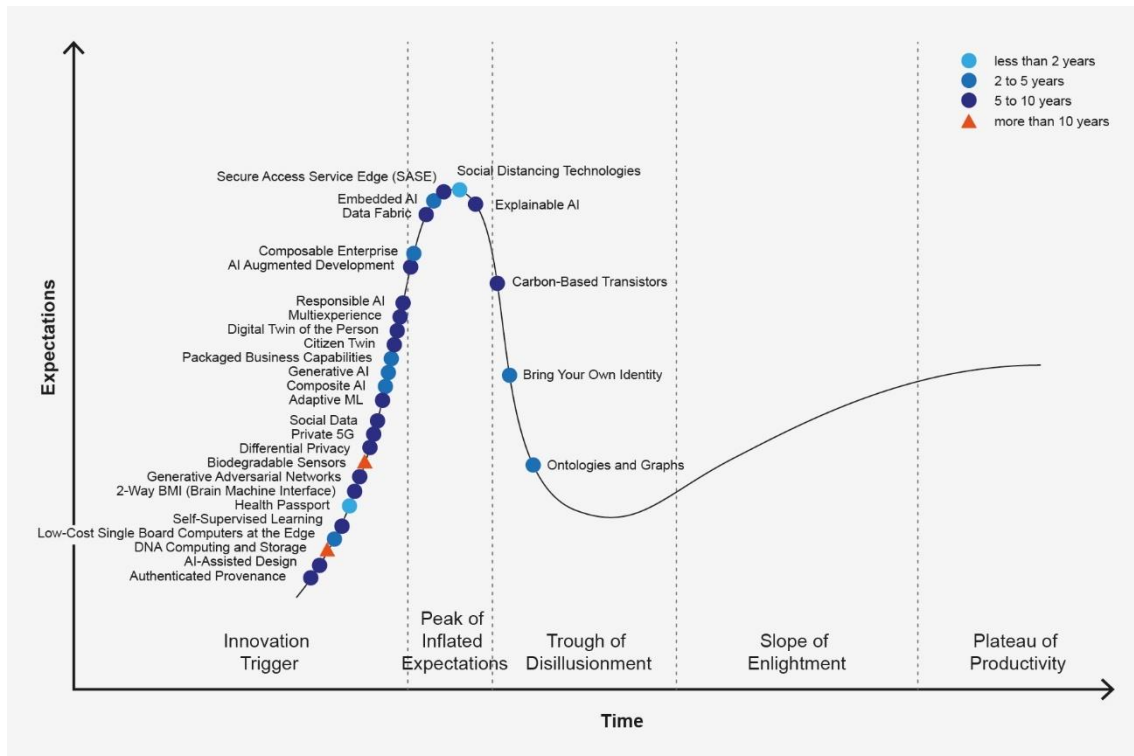 less than 2 years
2 to 5 years
5 to 10 years
more than 10 years
Social Distancing Technologies
Secure Access Service Edge (SASE)
Embedded AI
Explainable AI
Data Fabric
Composable Enterprise
AI Augmented Development
Carbon-Based Transistors
Responsible AI
Multiexperience
Digital Twin of the Person
Citizen Twin
Packaged Business Capabilities
Generative AI
Bring Your Own Identity
Composite AI
Adaptive ML
Social Data
Private 5G
Differential Privacy
Biodegradable Sensors
Ontologies and Graphs
Generative Adversarial Networks
2-Way BMI (Brain Machine Interface)
Health Passport
Self-Supervised Learning
Low-Cost Single Board Computers at the Edge
DNA Computing and Storage
AI-Assisted Design
Authenticated Provenance
Expectations
Innovation
Trigger
Peak of
Inflated
Expectations
Trough of
Disillusionment
Slope of
Enlightment
Plateau of
Productivity
Time